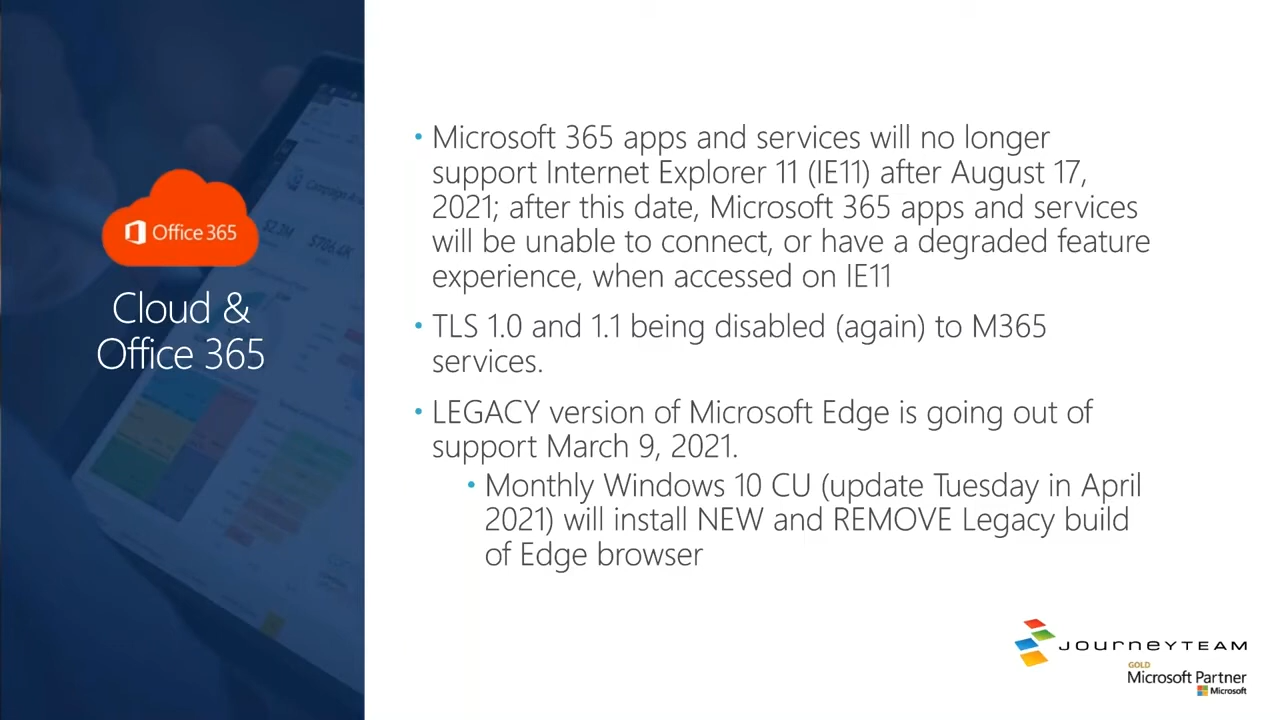 Office 365
Cloud &
Office 365
• Microsoft 365 apps and services will no longer
support Internet Explorer 11 (IE11) after August 17,
2021; after this date, Microsoft 365 apps and services
will be unable to connect, or have a degraded feature
experience, when accessed on IE11
• TLS 1.0 and 1.1 being disabled (again) to M365
services.
• LEGACY version of Microsoft Edge is going out of
support March 9, 2021.
• Monthly Windows 10 CU (update Tuesday in April
2021) will install NEW and REMOVE Legacy build
of Edge browser
JOURNEYTEAM
GOLD
Microsoft Partner
Microsoft